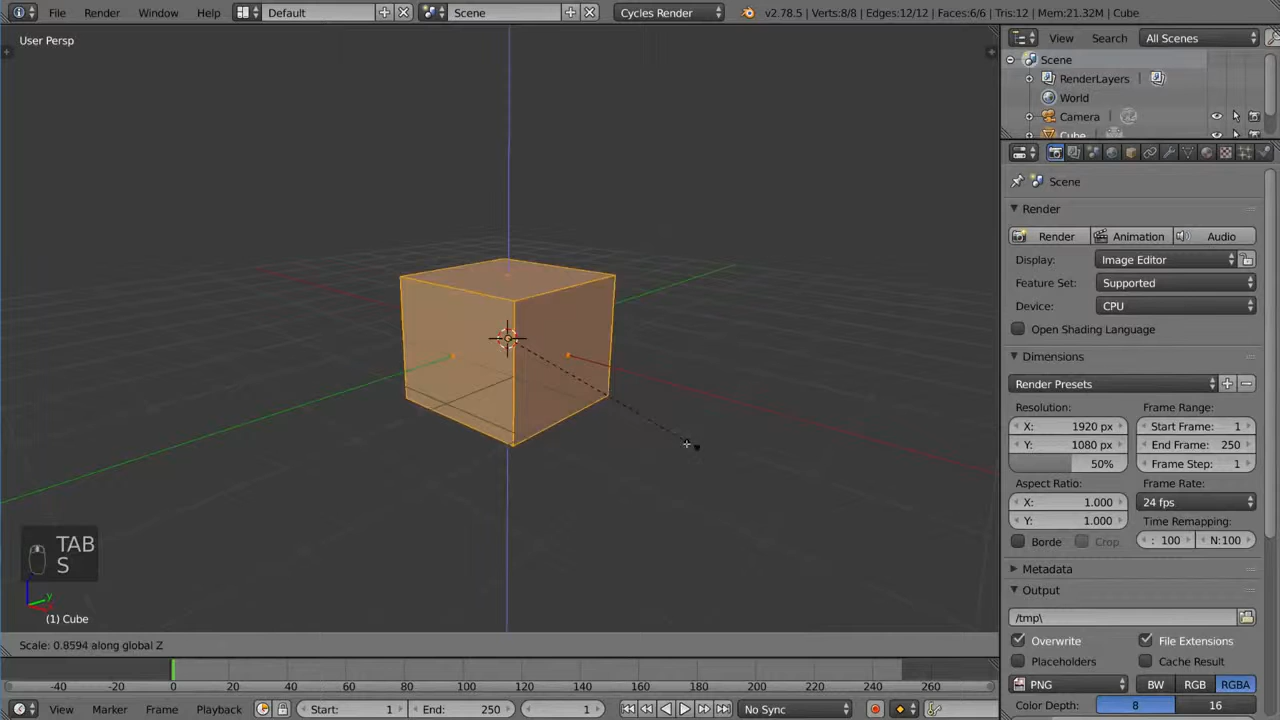 File Render Window Help Default Scene Cycles Render v2.78.5 | Verts:8/8 | Edges:12/12 | Faces:6/6 | Tris:12 | Mem:21.32M | Cube
User Persp
View Search All Scenes
Scene
RenderLayers
World
Camera
Cube
Scene
Render
Render Animation Audio
Display: Image Editor
Feature Set: Supported
Device: CPU
Open Shading Language
Dimensions
Render Presets
Resolution: Frame Range:
X: 1920 px Start Frame: 1
Y: 1080 px End Frame: 250
50% Frame Step: 1
Aspect Ratio: Frame Rate:
X: 1.000 24 fps
Y: 1.000 Time Remapping:
Borde Crop : 100 N:100
Metadata
Output
/tmp\
Overwrite File Extensions
Placeholders Cache Result
PNG BW RGB RGBA
Color Depth: 8 16
TAB
S
z
y
x
(1) Cube
Scale: 0.8594 along global Z
-40 -20 0 20 40 60 80 100 120 140 160 180 200 220 240 260
View Marker Frame Playback Start: 1 End: 250 1 No Sync